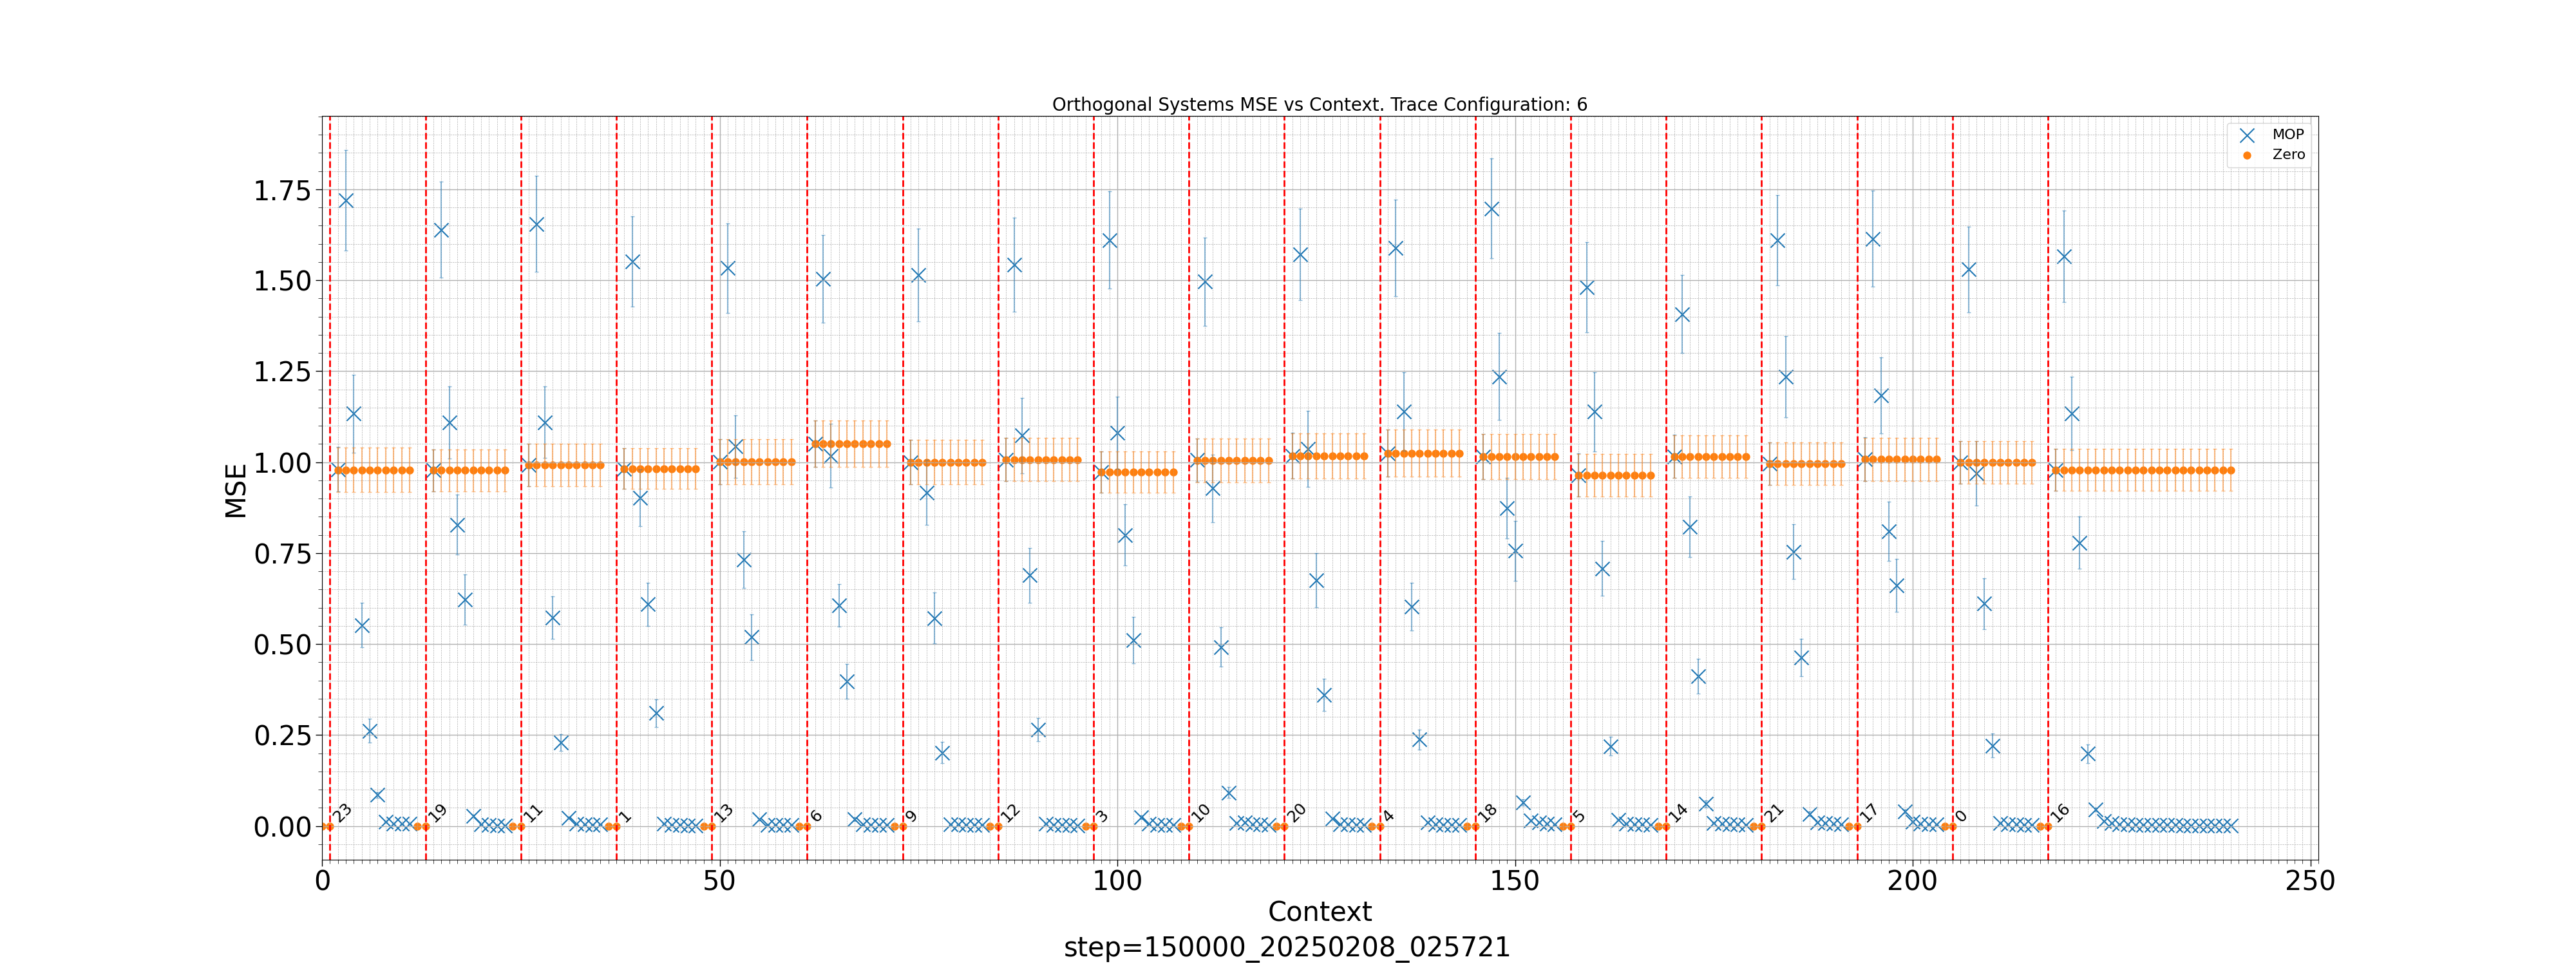 Orthogonal Systems MSE vs Context. Trace Configuration: 6
MOP
Zero
MSE
1.75
1.50
1.25
1.00
0.75
0.50
0.25
0.00
23 19 11 1 13 6 9 12 3 10 20 4 18 5 14 21 17 0 16
0 50 100 150 200 250
Context
step=150000_20250208_025721